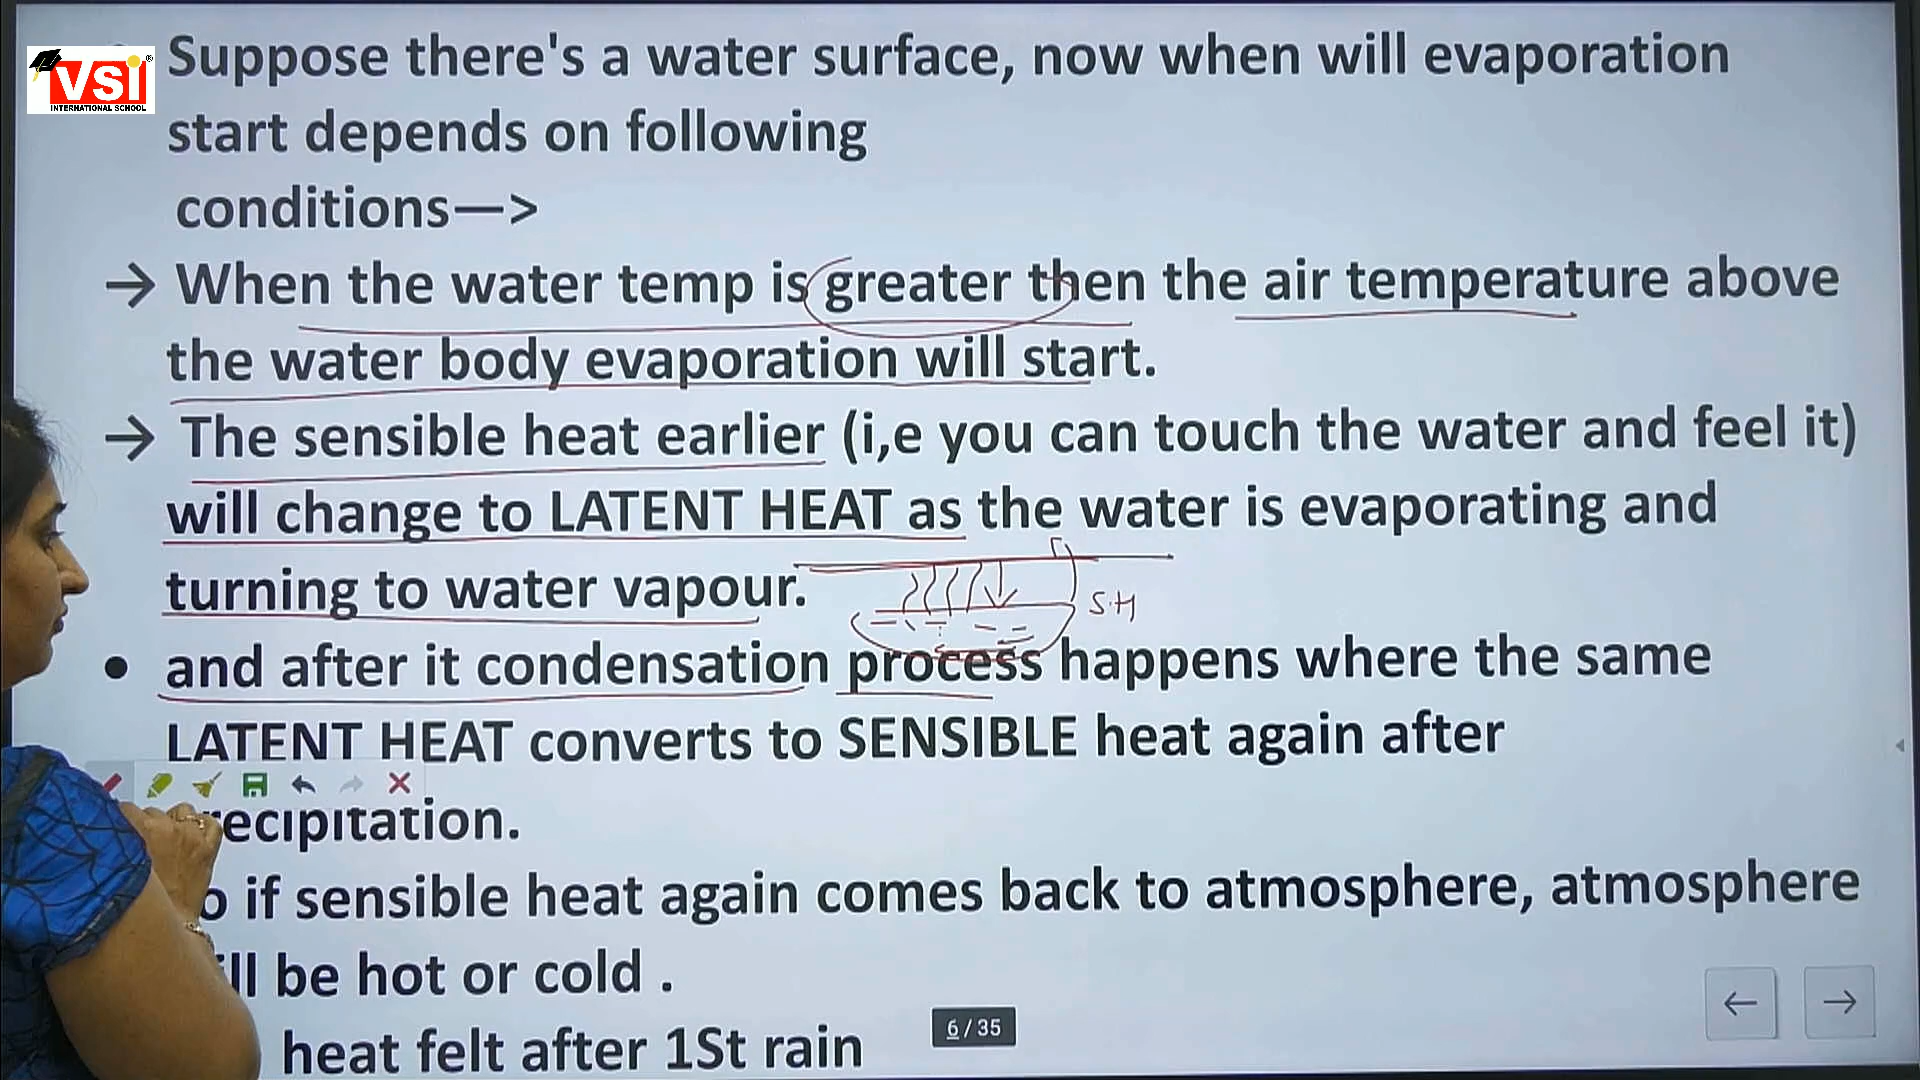 VSI
INTERNATIONAL SCHOOL
Suppose there's a water surface, now when will evaporation
start depends on following
conditions—>
→ When the water temp is greater then the air temperature above
the water body evaporation will start.
→ The sensible heat earlier (i,e you can touch the water and feel it)
will change to LATENT HEAT as the water is evaporating and
turning to water vapour.
S.H
• and after it condensation process happens where the same
LATENT HEAT converts to SENSIBLE heat again after
recipitation.
o if sensible heat again comes back to atmosphere, atmosphere
ill be hot or cold .
heat felt after 1St rain
6 / 35